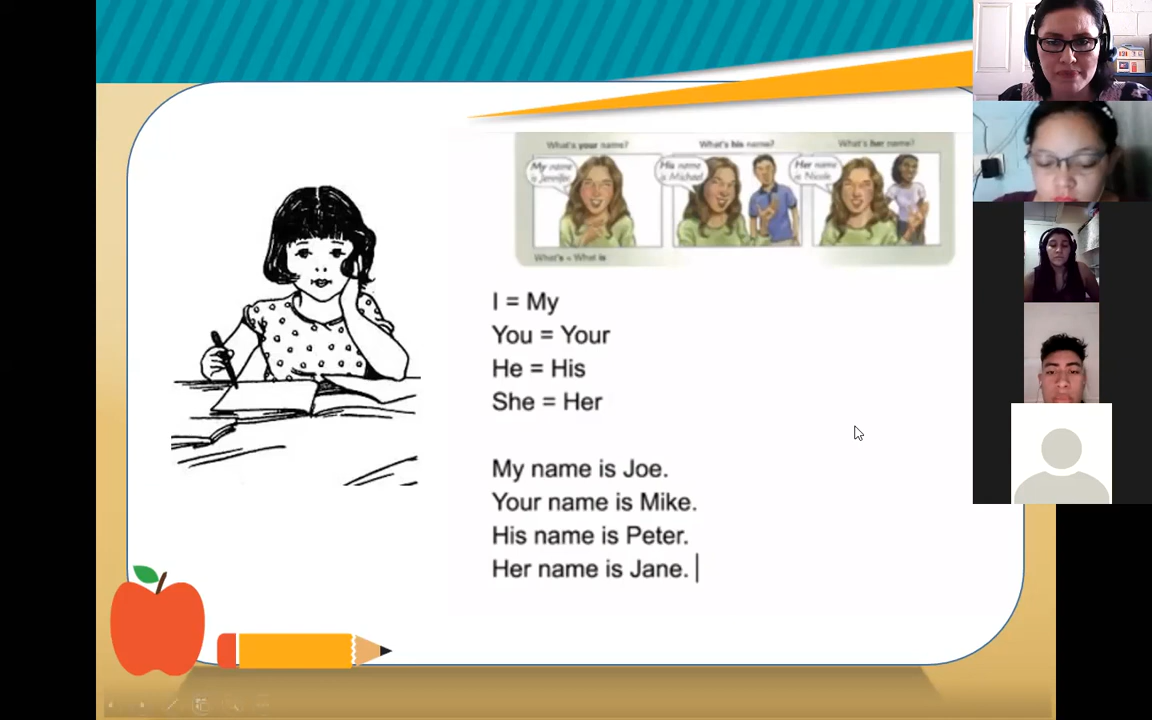 What's your name?
What's his name?
What's her name?
My name
is Jennifer.
His name
is Michael.
Her name
is Nicole.
What's = What is
I = My
You = Your
He = His
She = Her
My name is Joe.
Your name is Mike.
His name is Peter.
Her name is Jane.